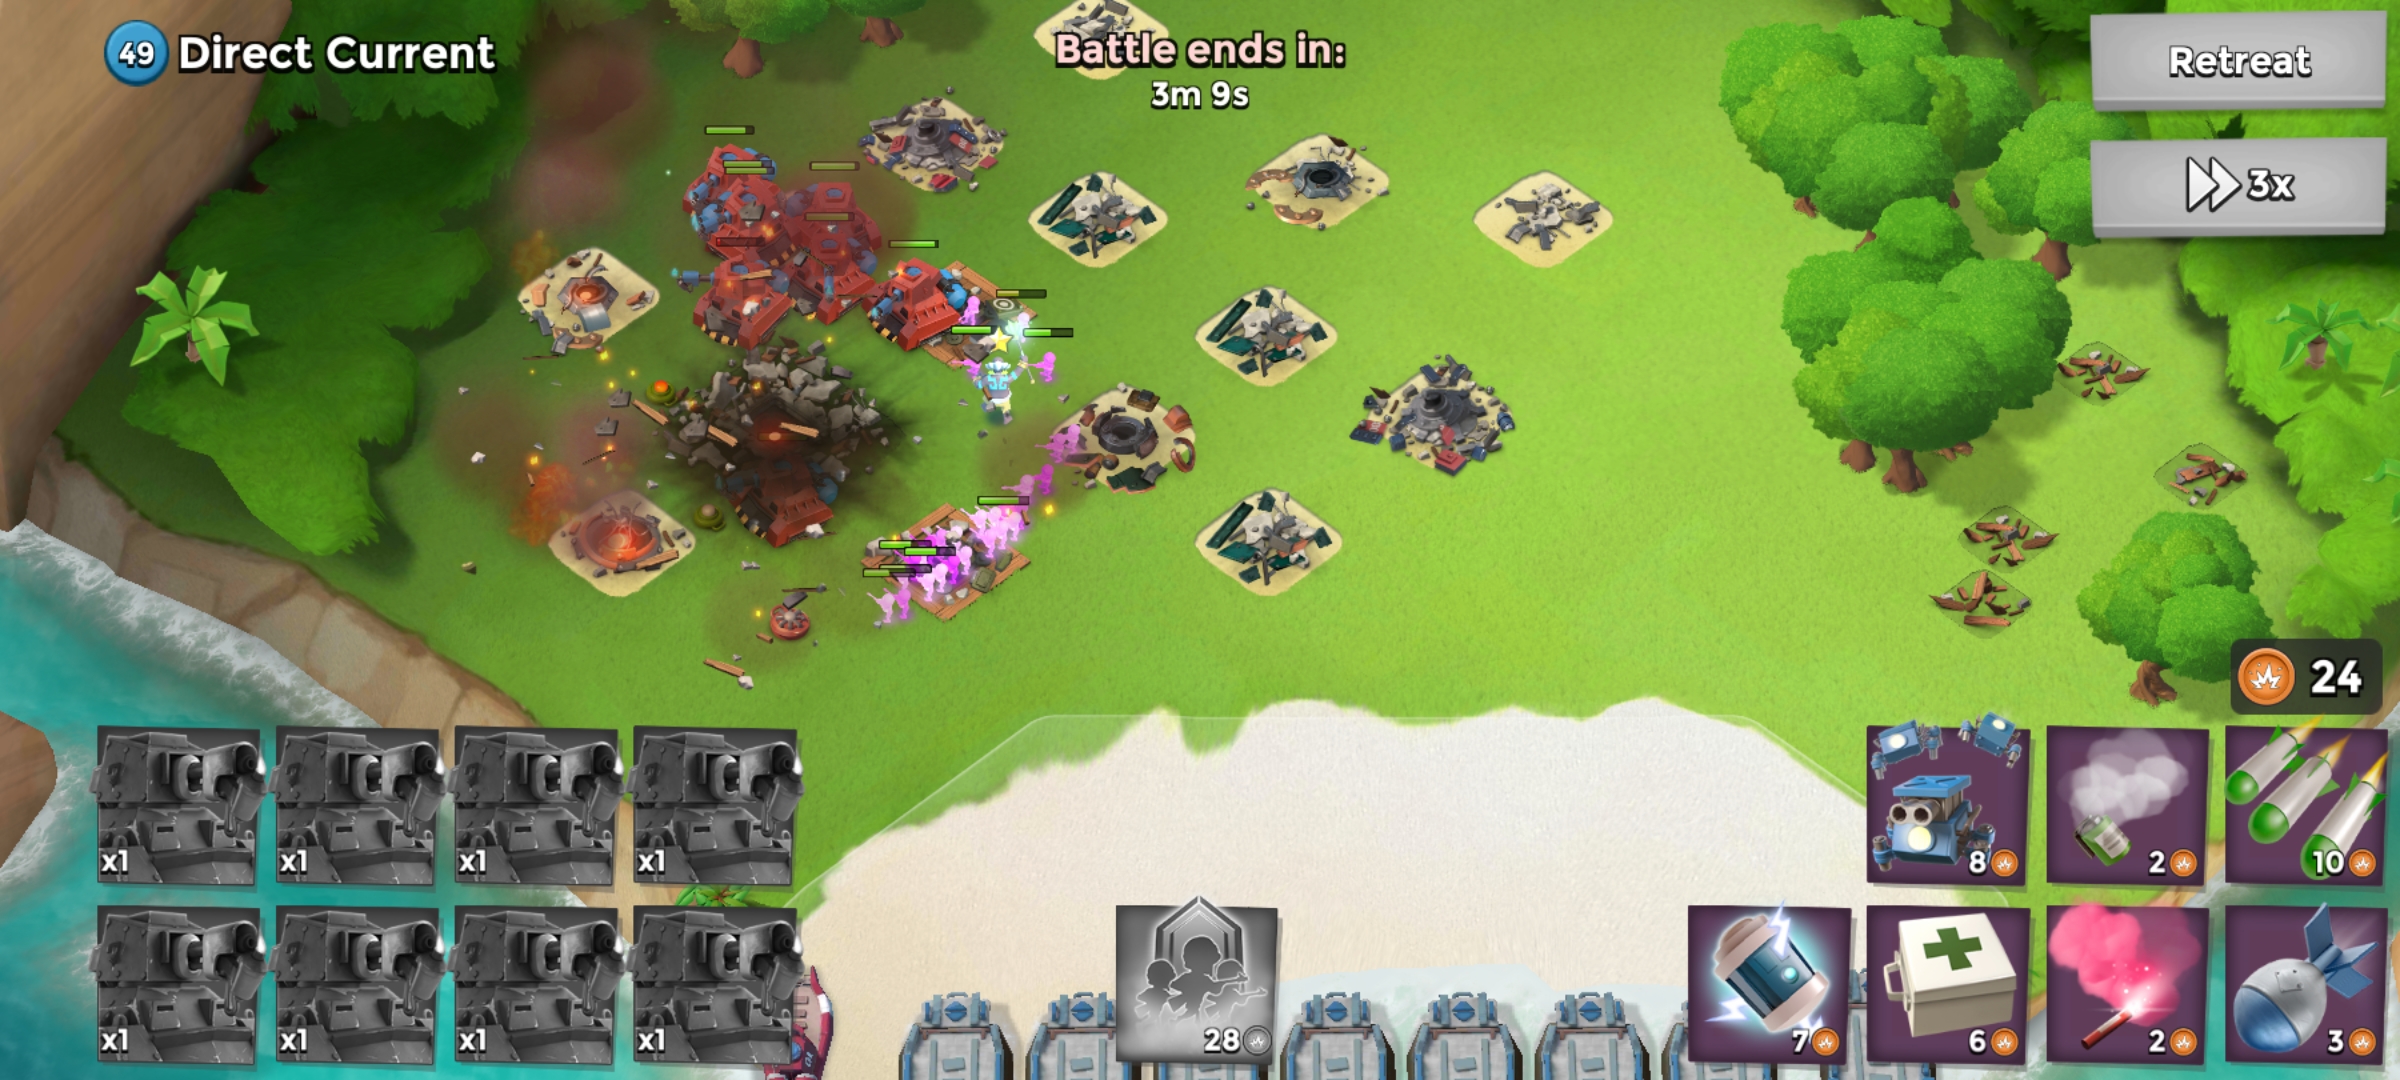 49 Direct Current
Battle ends in:
3m 9s
Retreat
3x
24
x1 x1 x1 x1
8 2 10
x1 x1 x1 x1
28 7 6 2 3